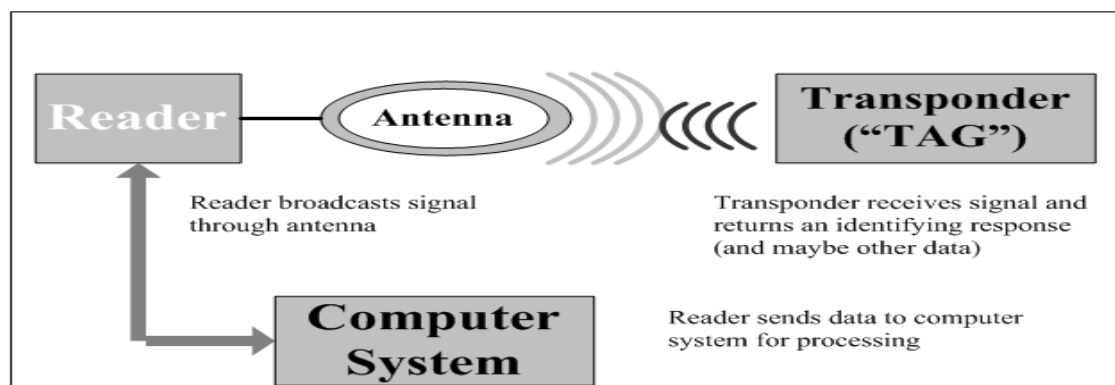 Reader
Antenna
Transponder
(“TAG”)
Reader broadcasts signal
through antenna
Transponder receives signal and
returns an identifying response
(and maybe other data)
Computer
System
Reader sends data to computer
system for processing